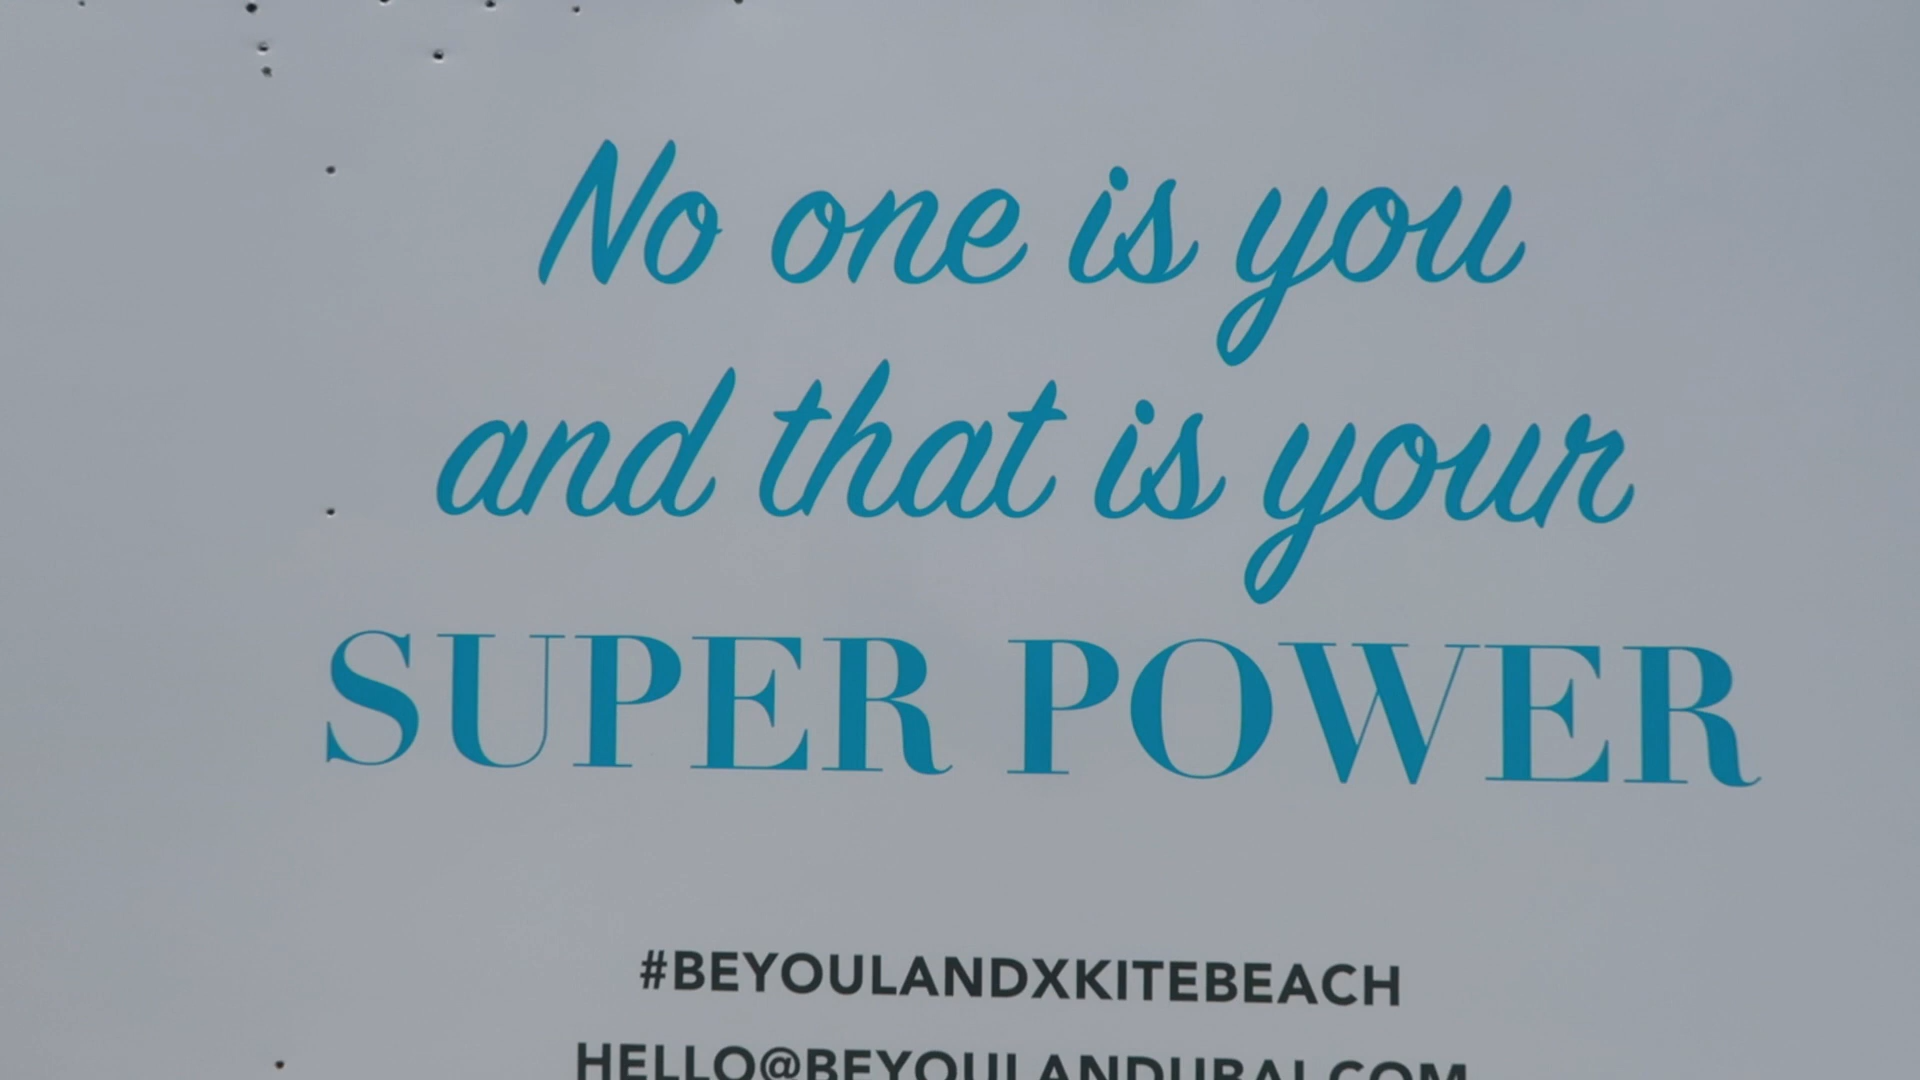 No one is you
and that is your
SUPER POWER
#BEYOULANDXKITEBEACH
HELLO@BEYOULANDUBAI.COM